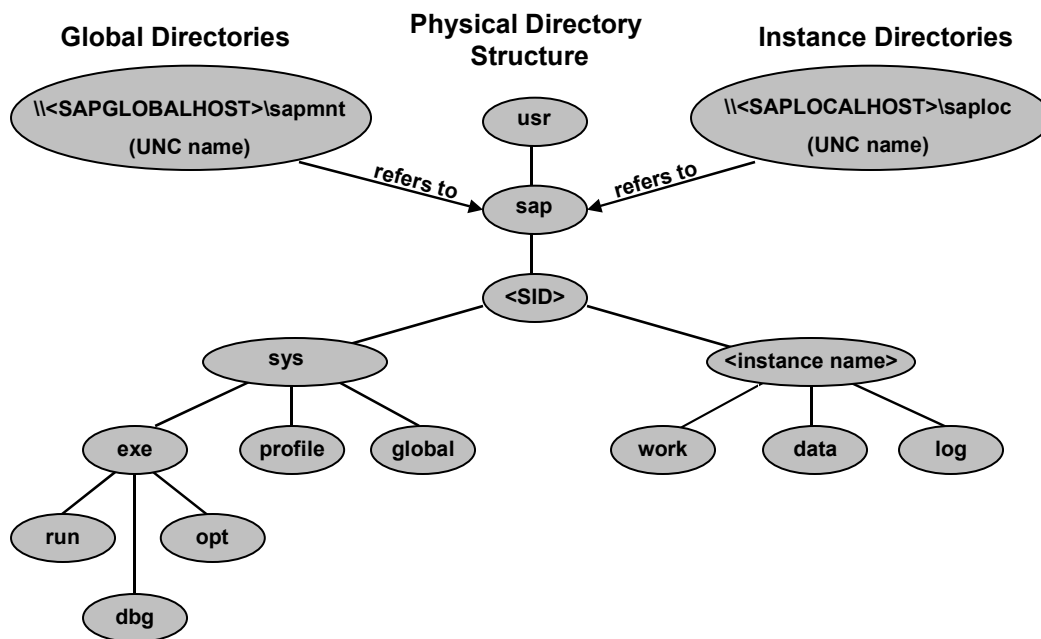 Global Directories
Physical Directory
Structure
Instance Directories
\\<SAPGLOBALHOST>\sapmnt
(UNC name)
usr
\\<SAPLOCALHOST>\saploc
(UNC name)
refers to
refers to
sap
<SID>
sys
<instance name>
exe
profile
global
work
data
log
run
opt
dbg